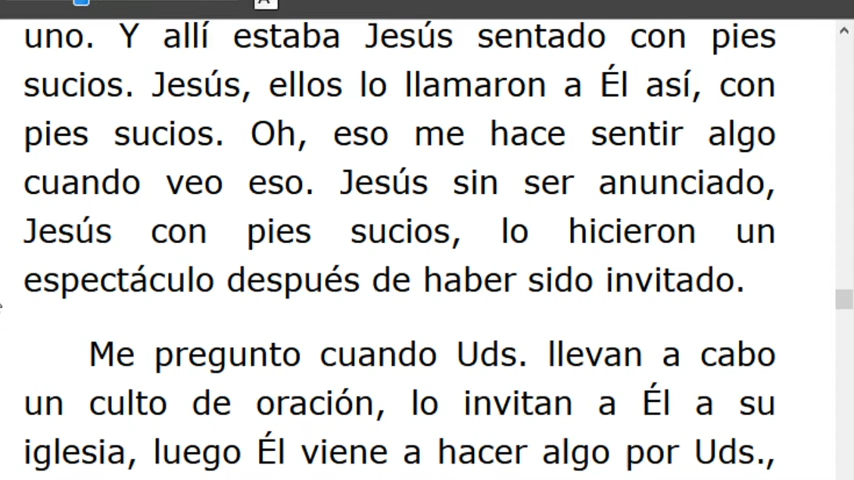 uno. Y allí estaba Jesús sentado con pies
sucios. Jesús, ellos lo llamaron a Él así, con
pies sucios. Oh, eso me hace sentir algo
cuando veo eso. Jesús sin ser anunciado,
Jesús con pies sucios, lo hicieron un
espectáculo después de haber sido invitado.
Me pregunto cuando Uds. llevan a cabo
un culto de oración, lo invitan a Él a su
iglesia, luego Él viene a hacer algo por Uds.,